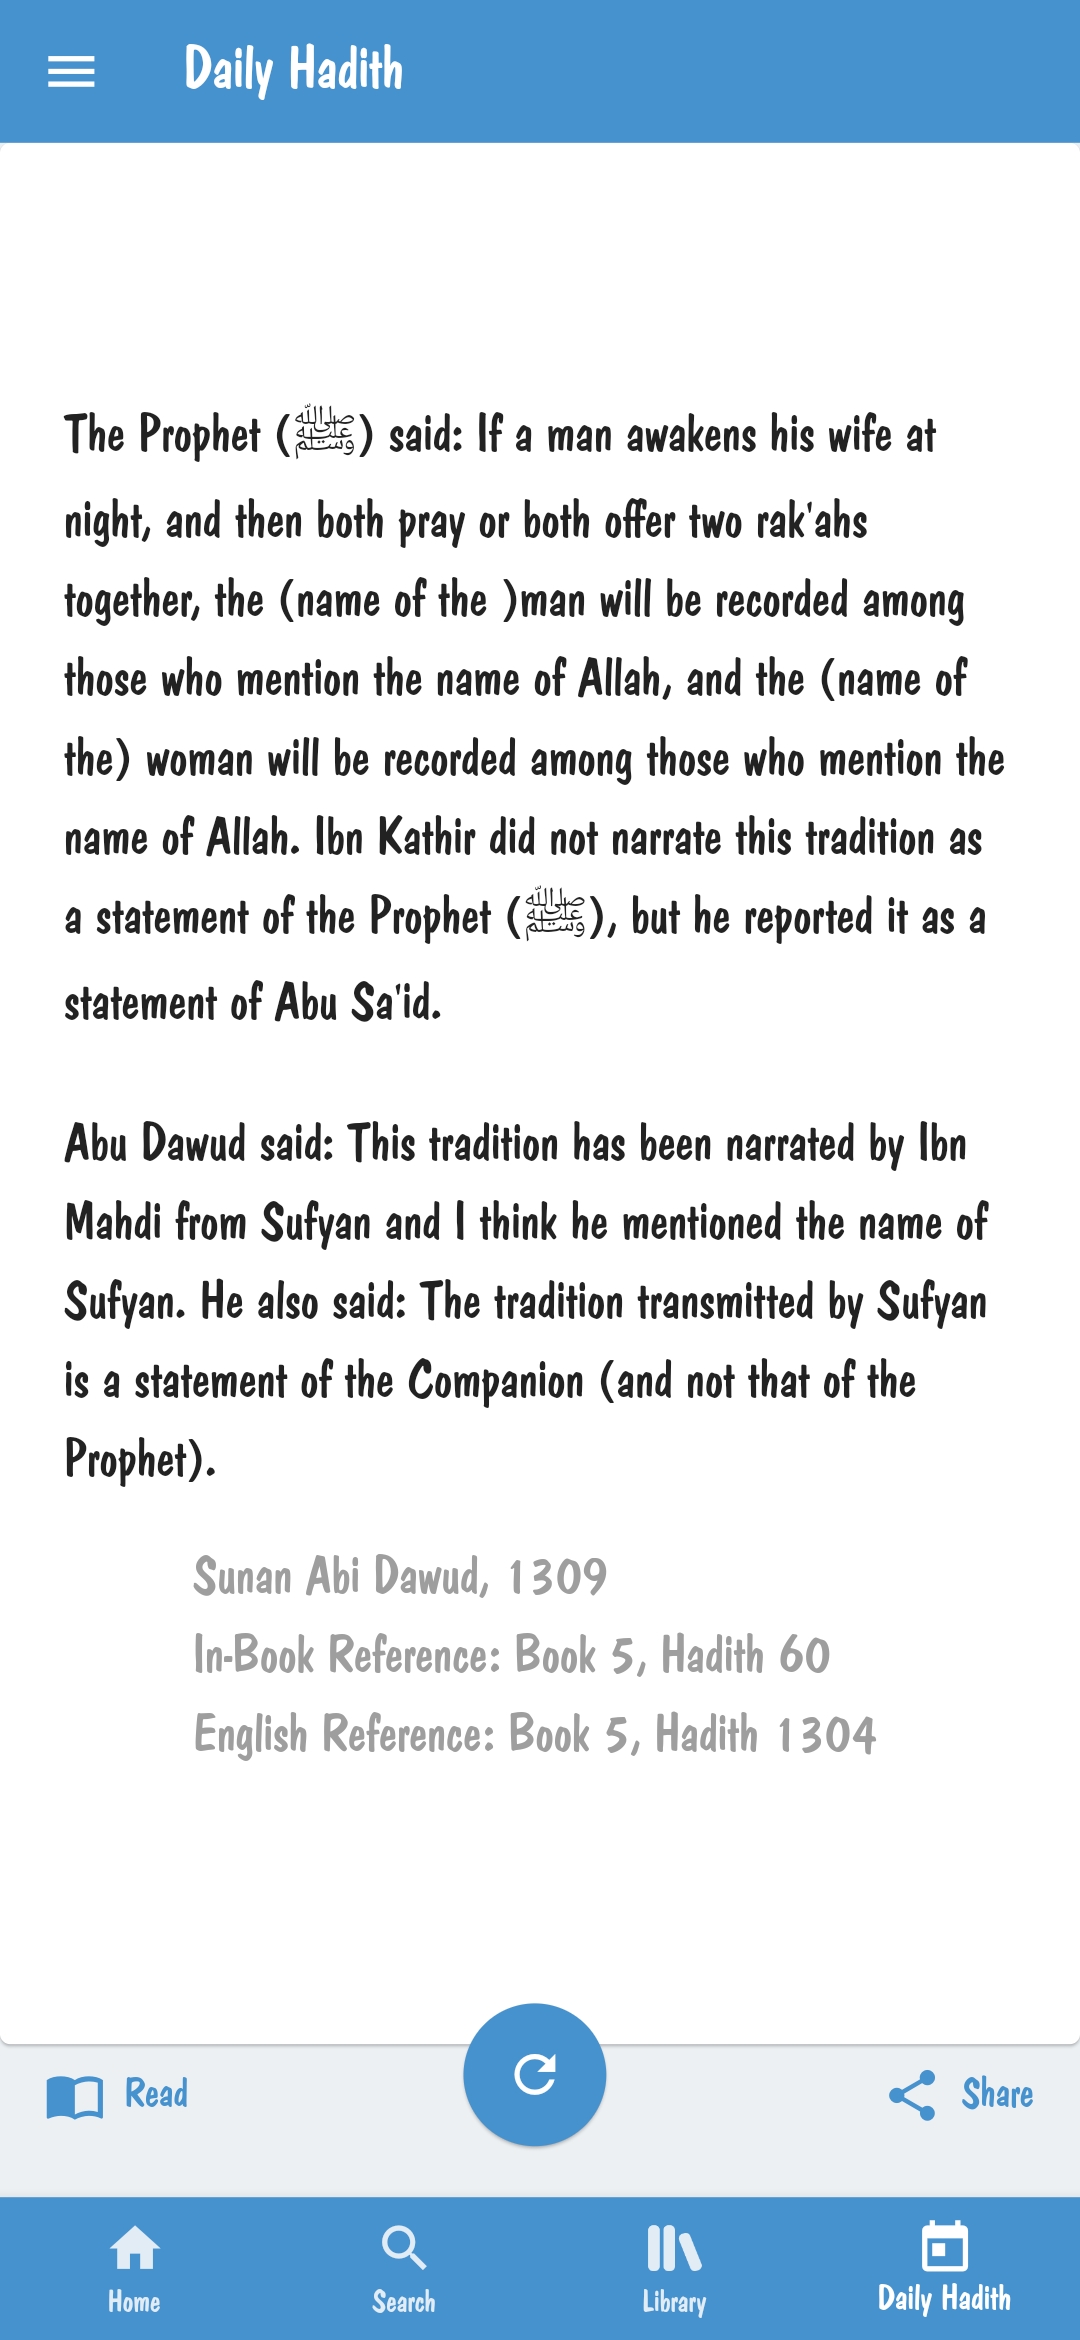 Daily Hadith
The Prophet (ﷺ) said: If a man awakens his wife at
night, and then both pray or both offer two rak'ahs
together, the (name of the )man will be recorded among
those who mention the name of Allah, and the (name of
the) woman will be recorded among those who mention the
name of Allah. Ibn Kathir did not narrate this tradition as
a statement of the Prophet (ﷺ), but he reported it as a
statement of Abu Sa'id.
Abu Dawud said: This tradition has been narrated by Ibn
Mahdi from Sufyan and I think he mentioned the name of
Sufyan. He also said: The tradition transmitted by Sufyan
is a statement of the Companion (and not that of the
Prophet).
Sunan Abi Dawud, 1309
In-Book Reference: Book 5, Hadith 60
English Reference: Book 5, Hadith 1304
Read
Share
Home
Search
Library
Daily Hadith